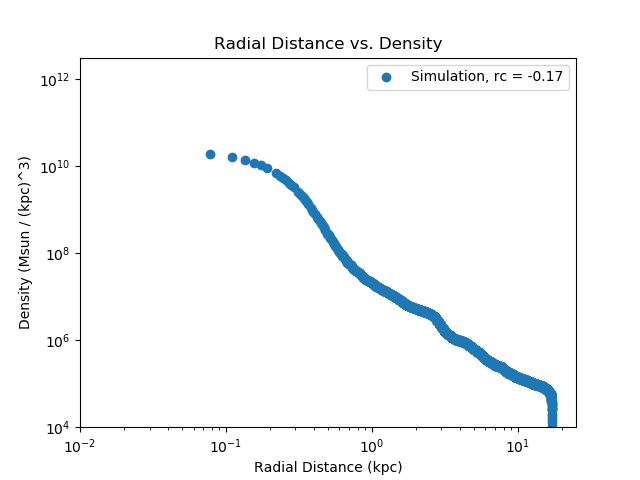 Radial Distance vs. Density
Simulation, rc = -0.17
Density (Msun / (kpc)^3)
10^12
10^10
10^8
10^6
10^4
10^-2
10^-1
10^0
10^1
Radial Distance (kpc)